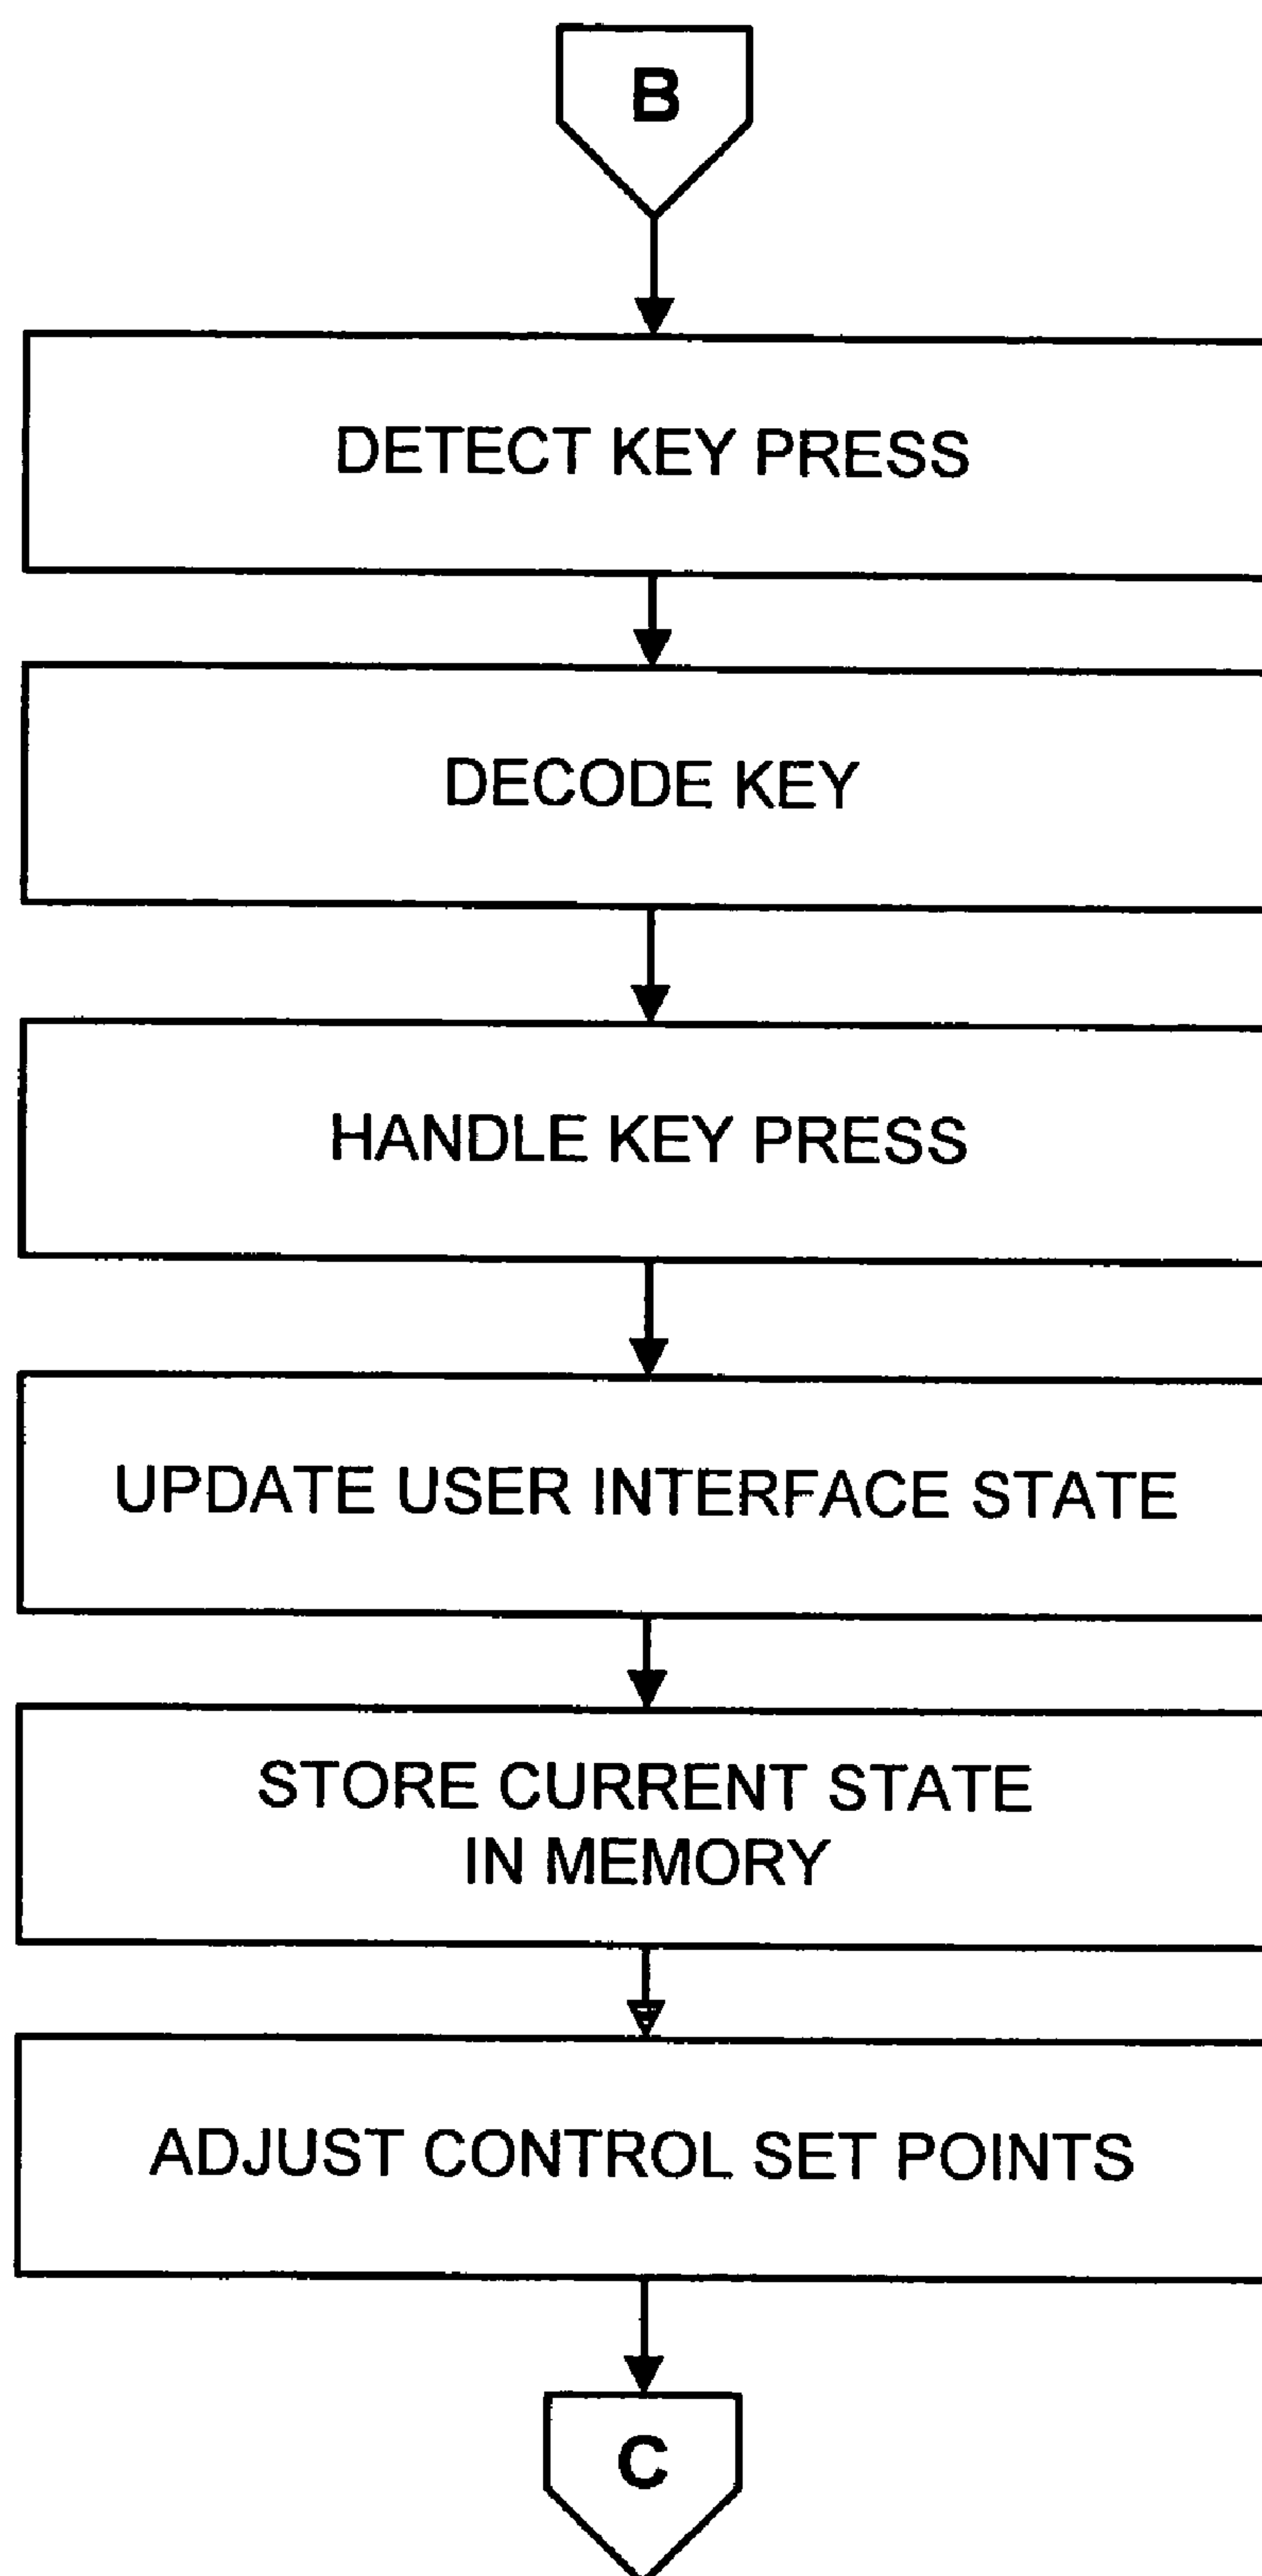 B
DETECT KEY PRESS
DECODE KEY
HANDLE KEY PRESS
UPDATE USER INTERFACE STATE
STORE CURRENT STATE
IN MEMORY
ADJUST CONTROL SET POINTS
C